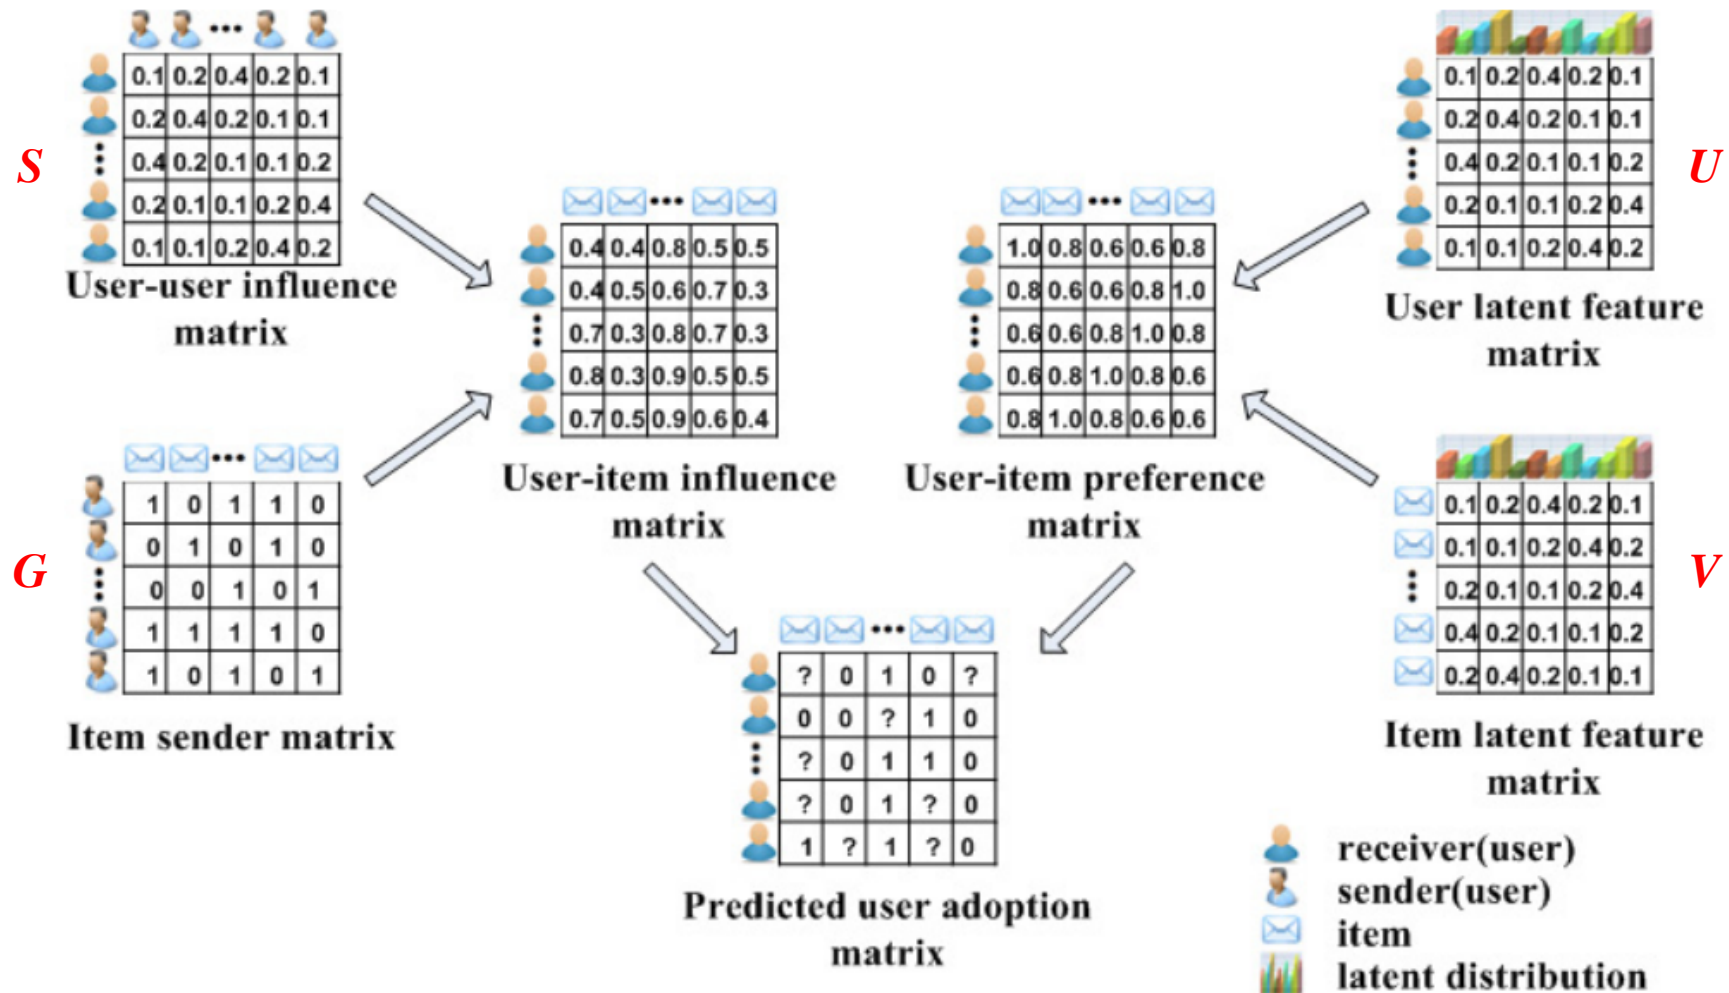 0.1 0.2 0.4 0.2 0.1
0.2 0.4 0.2 0.1 0.1
0.4 0.2 0.1 0.1 0.2
0.2 0.1 0.1 0.2 0.4
0.1 0.1 0.2 0.4 0.2
S
User-user influence
matrix
1 0 1 1 0
0 1 0 1 0
0 0 1 0 1
1 1 1 1 0
1 0 1 0 1
G
Item sender matrix
0.4 0.4 0.8 0.5 0.5
0.4 0.5 0.6 0.7 0.3
0.7 0.3 0.8 0.7 0.3
0.8 0.3 0.9 0.5 0.5
0.7 0.5 0.9 0.6 0.4
User-item influence
matrix
1.0 0.8 0.6 0.6 0.8
0.8 0.6 0.6 0.8 1.0
0.6 0.6 0.8 1.0 0.8
0.6 0.8 1.0 0.8 0.6
0.8 1.0 0.8 0.6 0.6
User-item preference
matrix
0.1 0.2 0.4 0.2 0.1
0.2 0.4 0.2 0.1 0.1
0.4 0.2 0.1 0.1 0.2
0.2 0.1 0.1 0.2 0.4
0.1 0.1 0.2 0.4 0.2
U
User latent feature
matrix
0.1 0.2 0.4 0.2 0.1
0.1 0.1 0.2 0.4 0.2
0.2 0.1 0.1 0.2 0.4
0.4 0.2 0.1 0.1 0.2
0.2 0.4 0.2 0.1 0.1
V
Item latent feature
matrix
? 0 1 0 ?
0 0 ? 1 0
? 0 1 1 0
? 0 1 ? 0
1 ? 1 ? 0
Predicted user adoption
matrix
receiver(user)
sender(user)
item
latent distribution